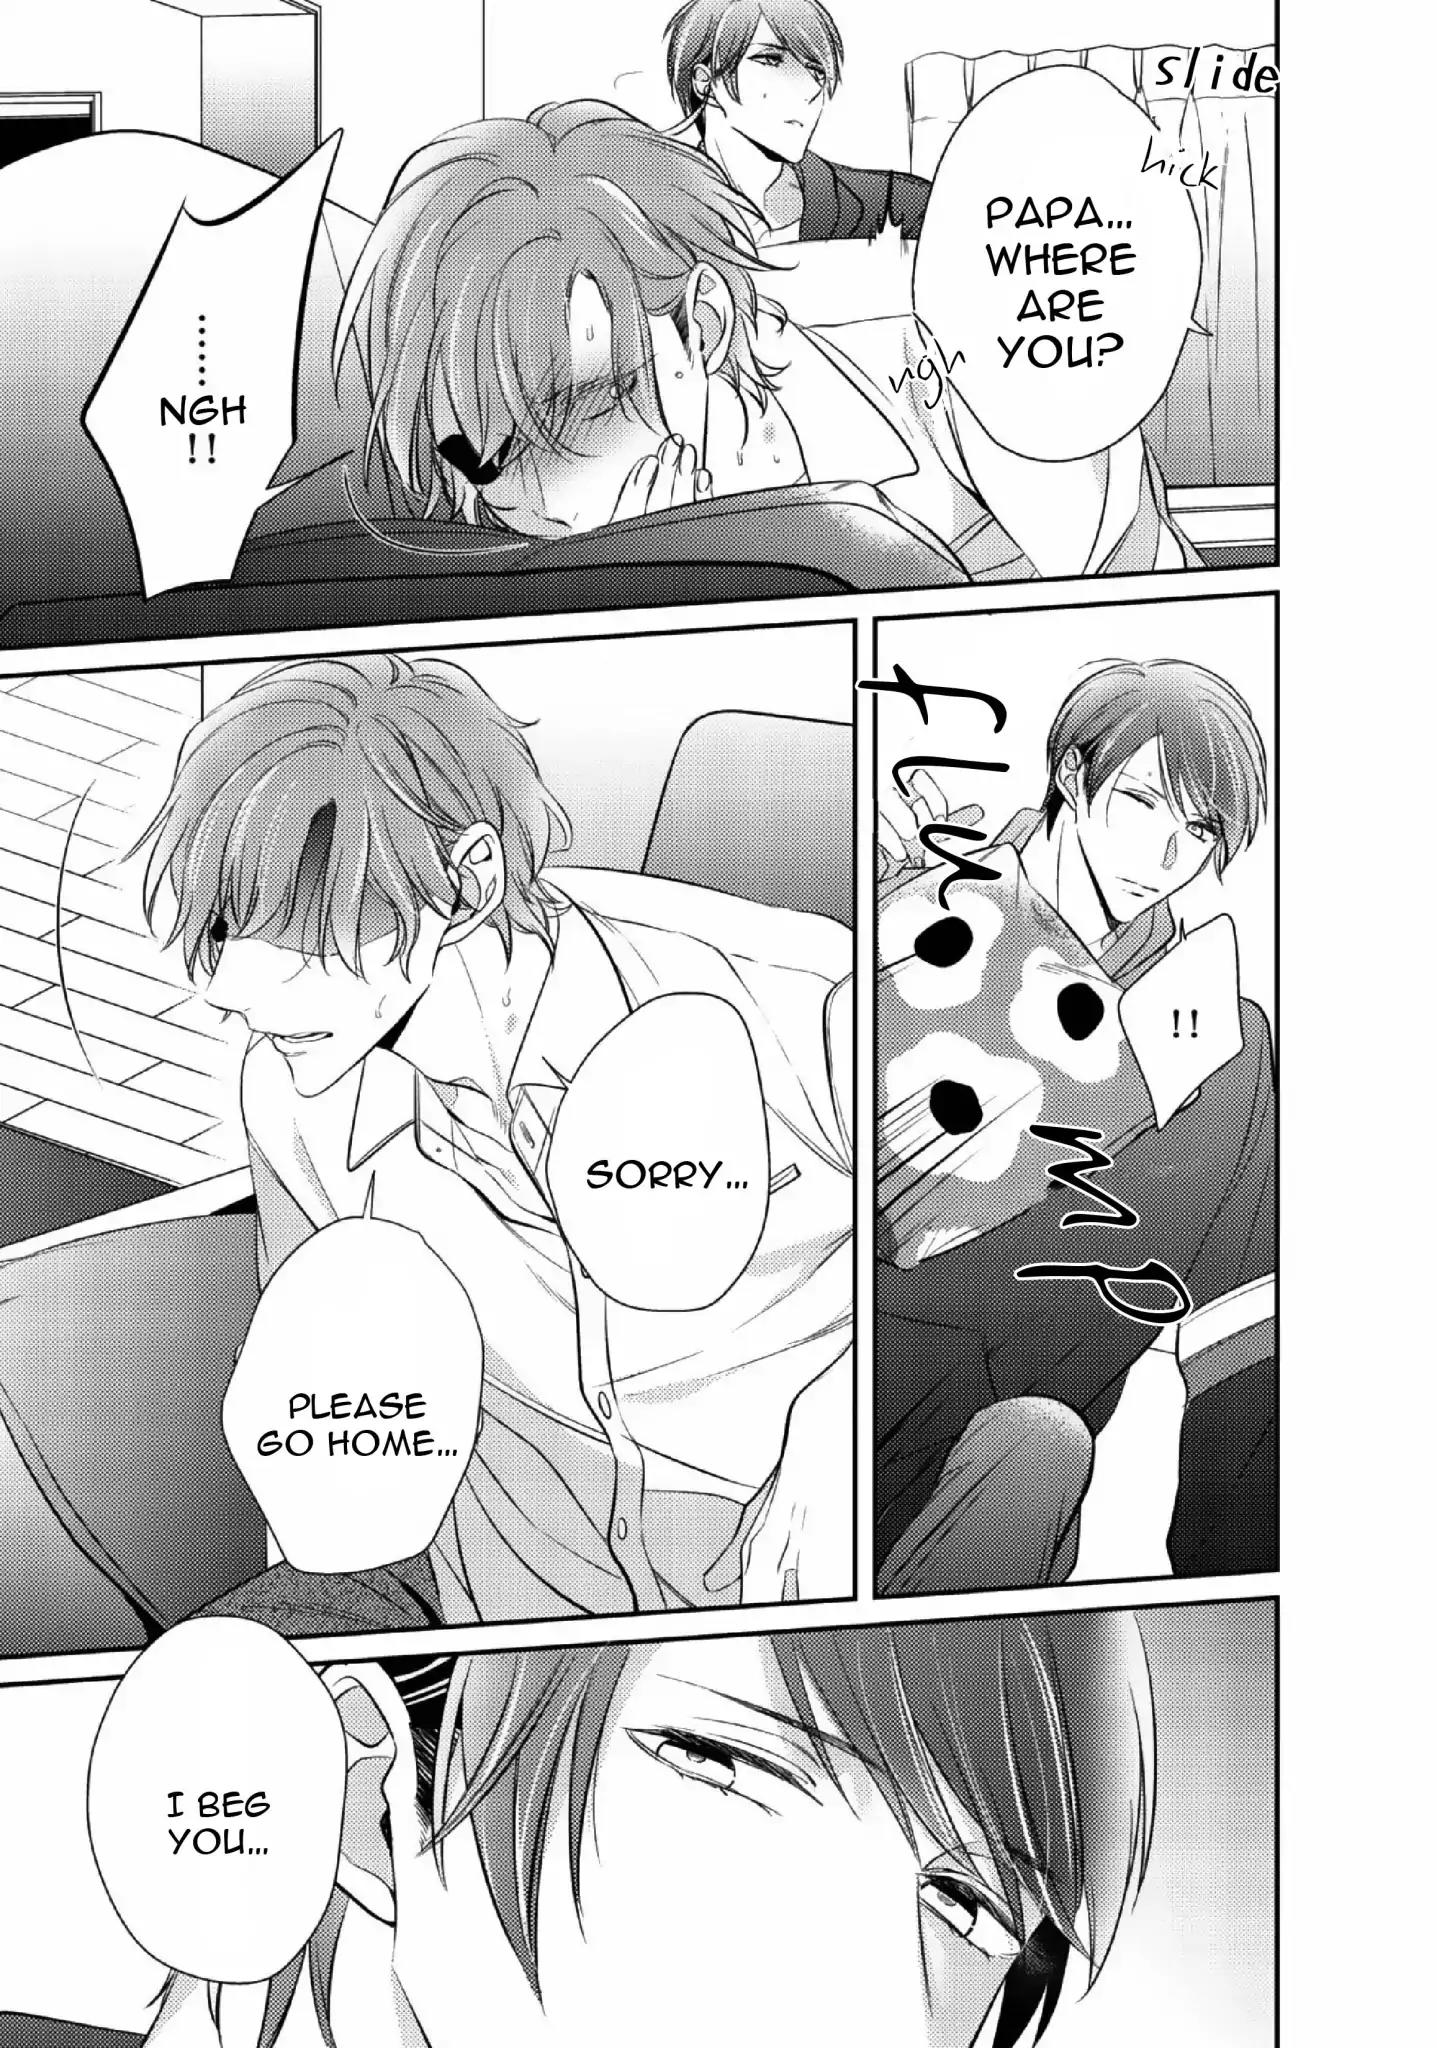 slide
hick
PAPA...
WHERE
ARE
YOU?
ngh
......
NGH
!!
flump
!!
SORRY...
PLEASE
GO HOME...
I BEG
YOU...